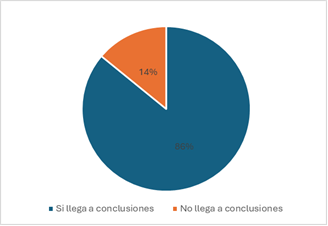 14%
86%
Si llega a conclusiones
No llega a conclusiones